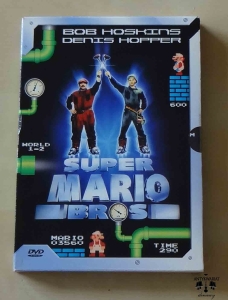 BOB HOSKINS
DENIS HOPPER
600
WORLD
1-2
SUPER
MARIO
BROS
DVD
MARIO
03560
TIME
290